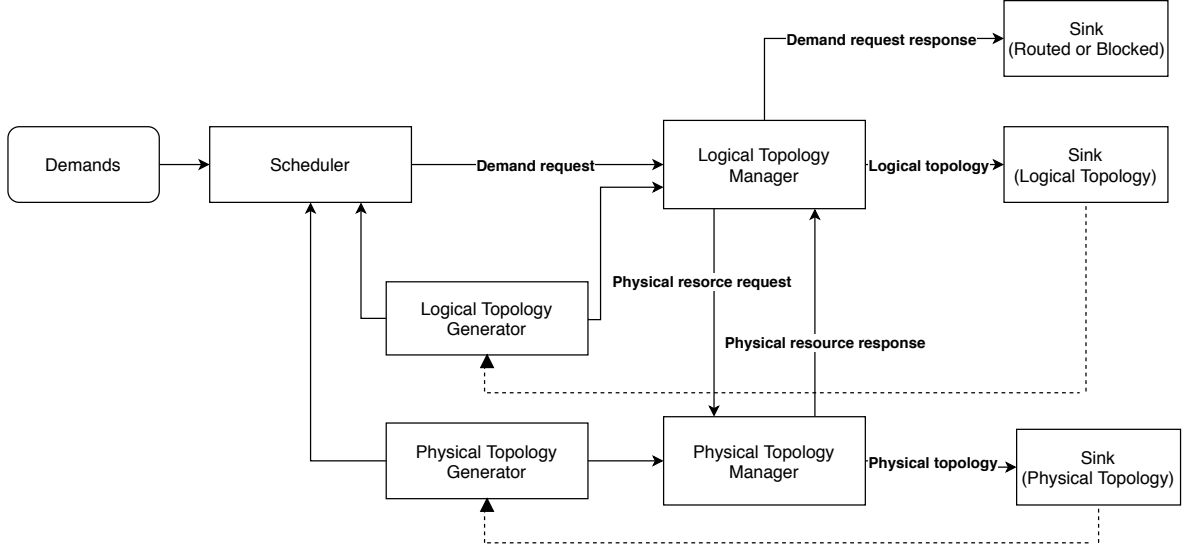 Demand request response
Sink
(Routed or Blocked)
Demands
Scheduler
Demand request
Logical Topology
Manager
Logical topology
Sink
(Logical Topology)
Physical resorce request
Logical Topology
Generator
Physical resource response
Physical Topology
Generator
Physical Topology
Manager
Physical topology
Sink
(Physical Topology)